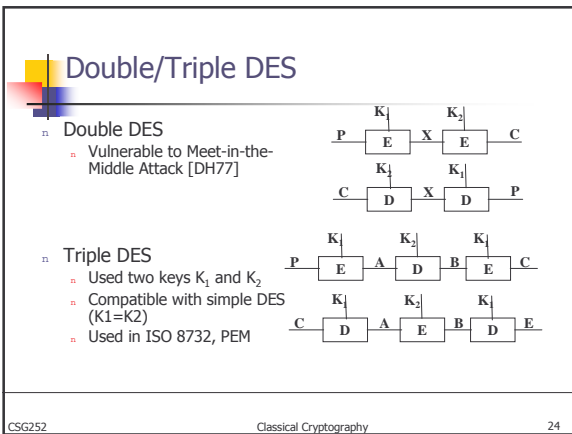 Double/Triple DES
n Double DES
n Vulnerable to Meet-in-the-
Middle Attack [DH77]
K1 K2
P E X E C
K2 K1
C D X D P
n Triple DES
n Used two keys K1 and K2
n Compatible with simple DES
(K1=K2)
n Used in ISO 8732, PEM
K1 K2 K1
P E A D B E C
K1 K2 K1
C D A E B D E
CSG252 Classical Cryptography 24